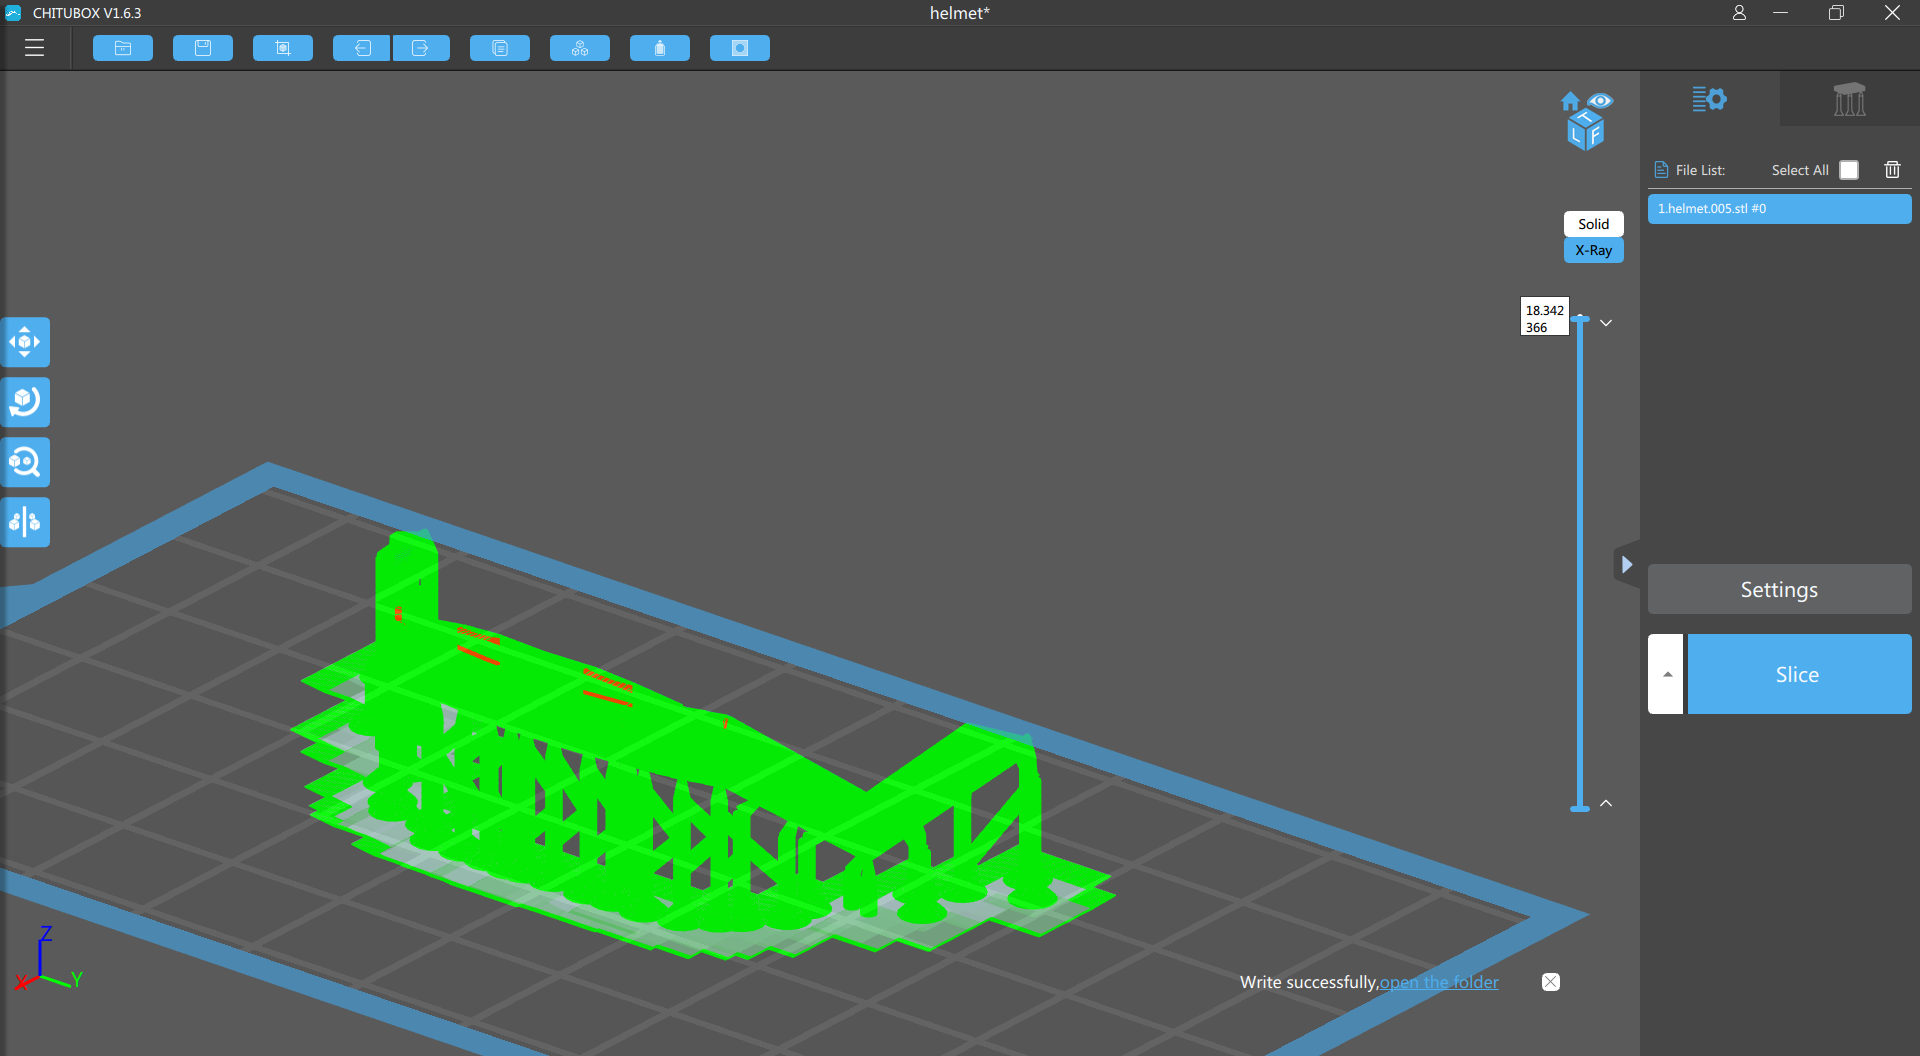 CHITUBOX V1.6.3
helmet*
T
L F
File List:
Select All
1.helmet.005.stl #0
Solid
X-Ray
18.342
366
Settings
Slice
Z
X
Y
Write successfully,open the folder